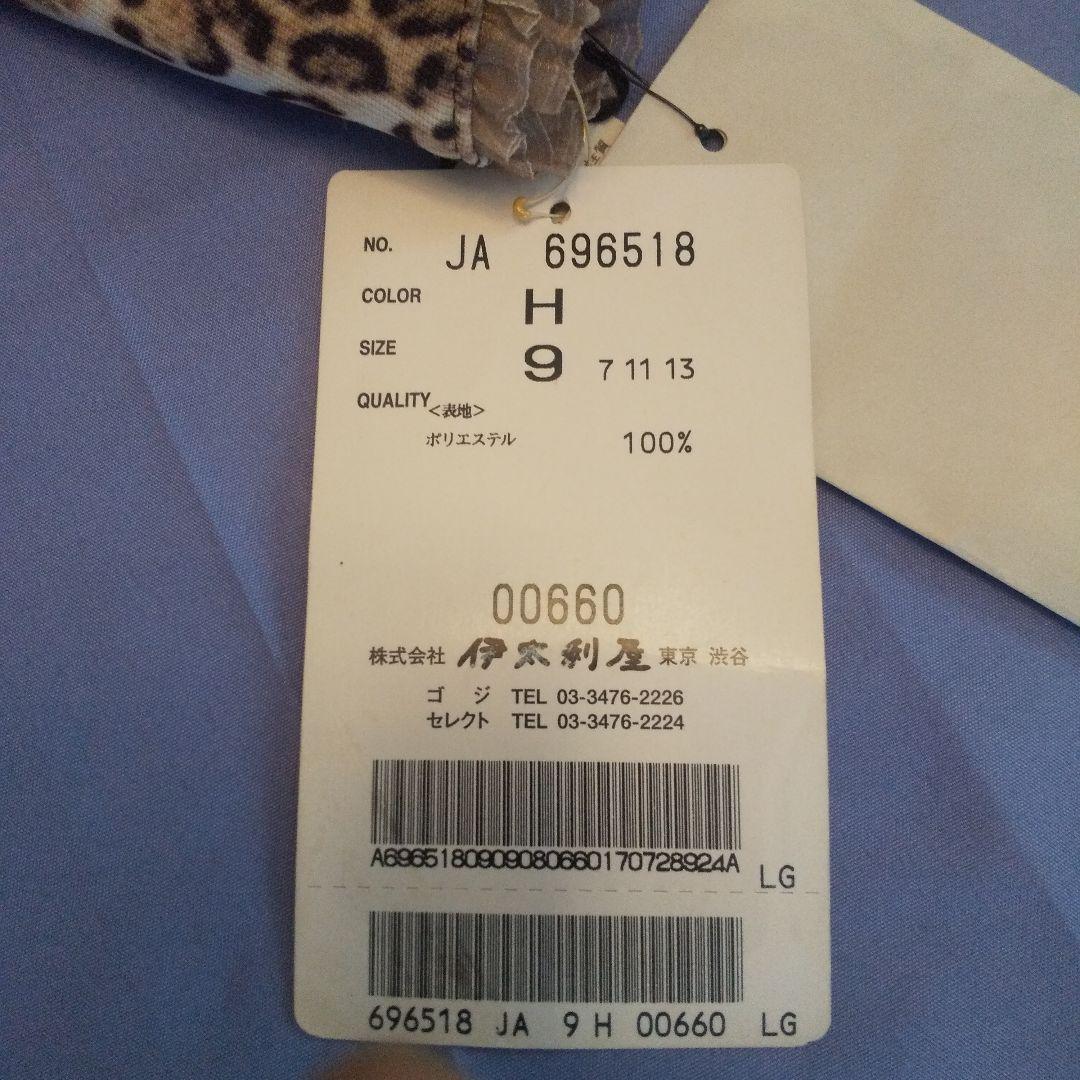 NO. JA 696518
COLOR H
SIZE 9 7 11 13
QUALITY <表地>
ポリエステル 100%
00660
株式会社 伊太利屋 東京 渋谷
ゴジ TEL 03-3476-2226
セレクト TEL 03-3476-2224
A6965180909080660170728924A
LG
696518 JA 9 H 00660 LG